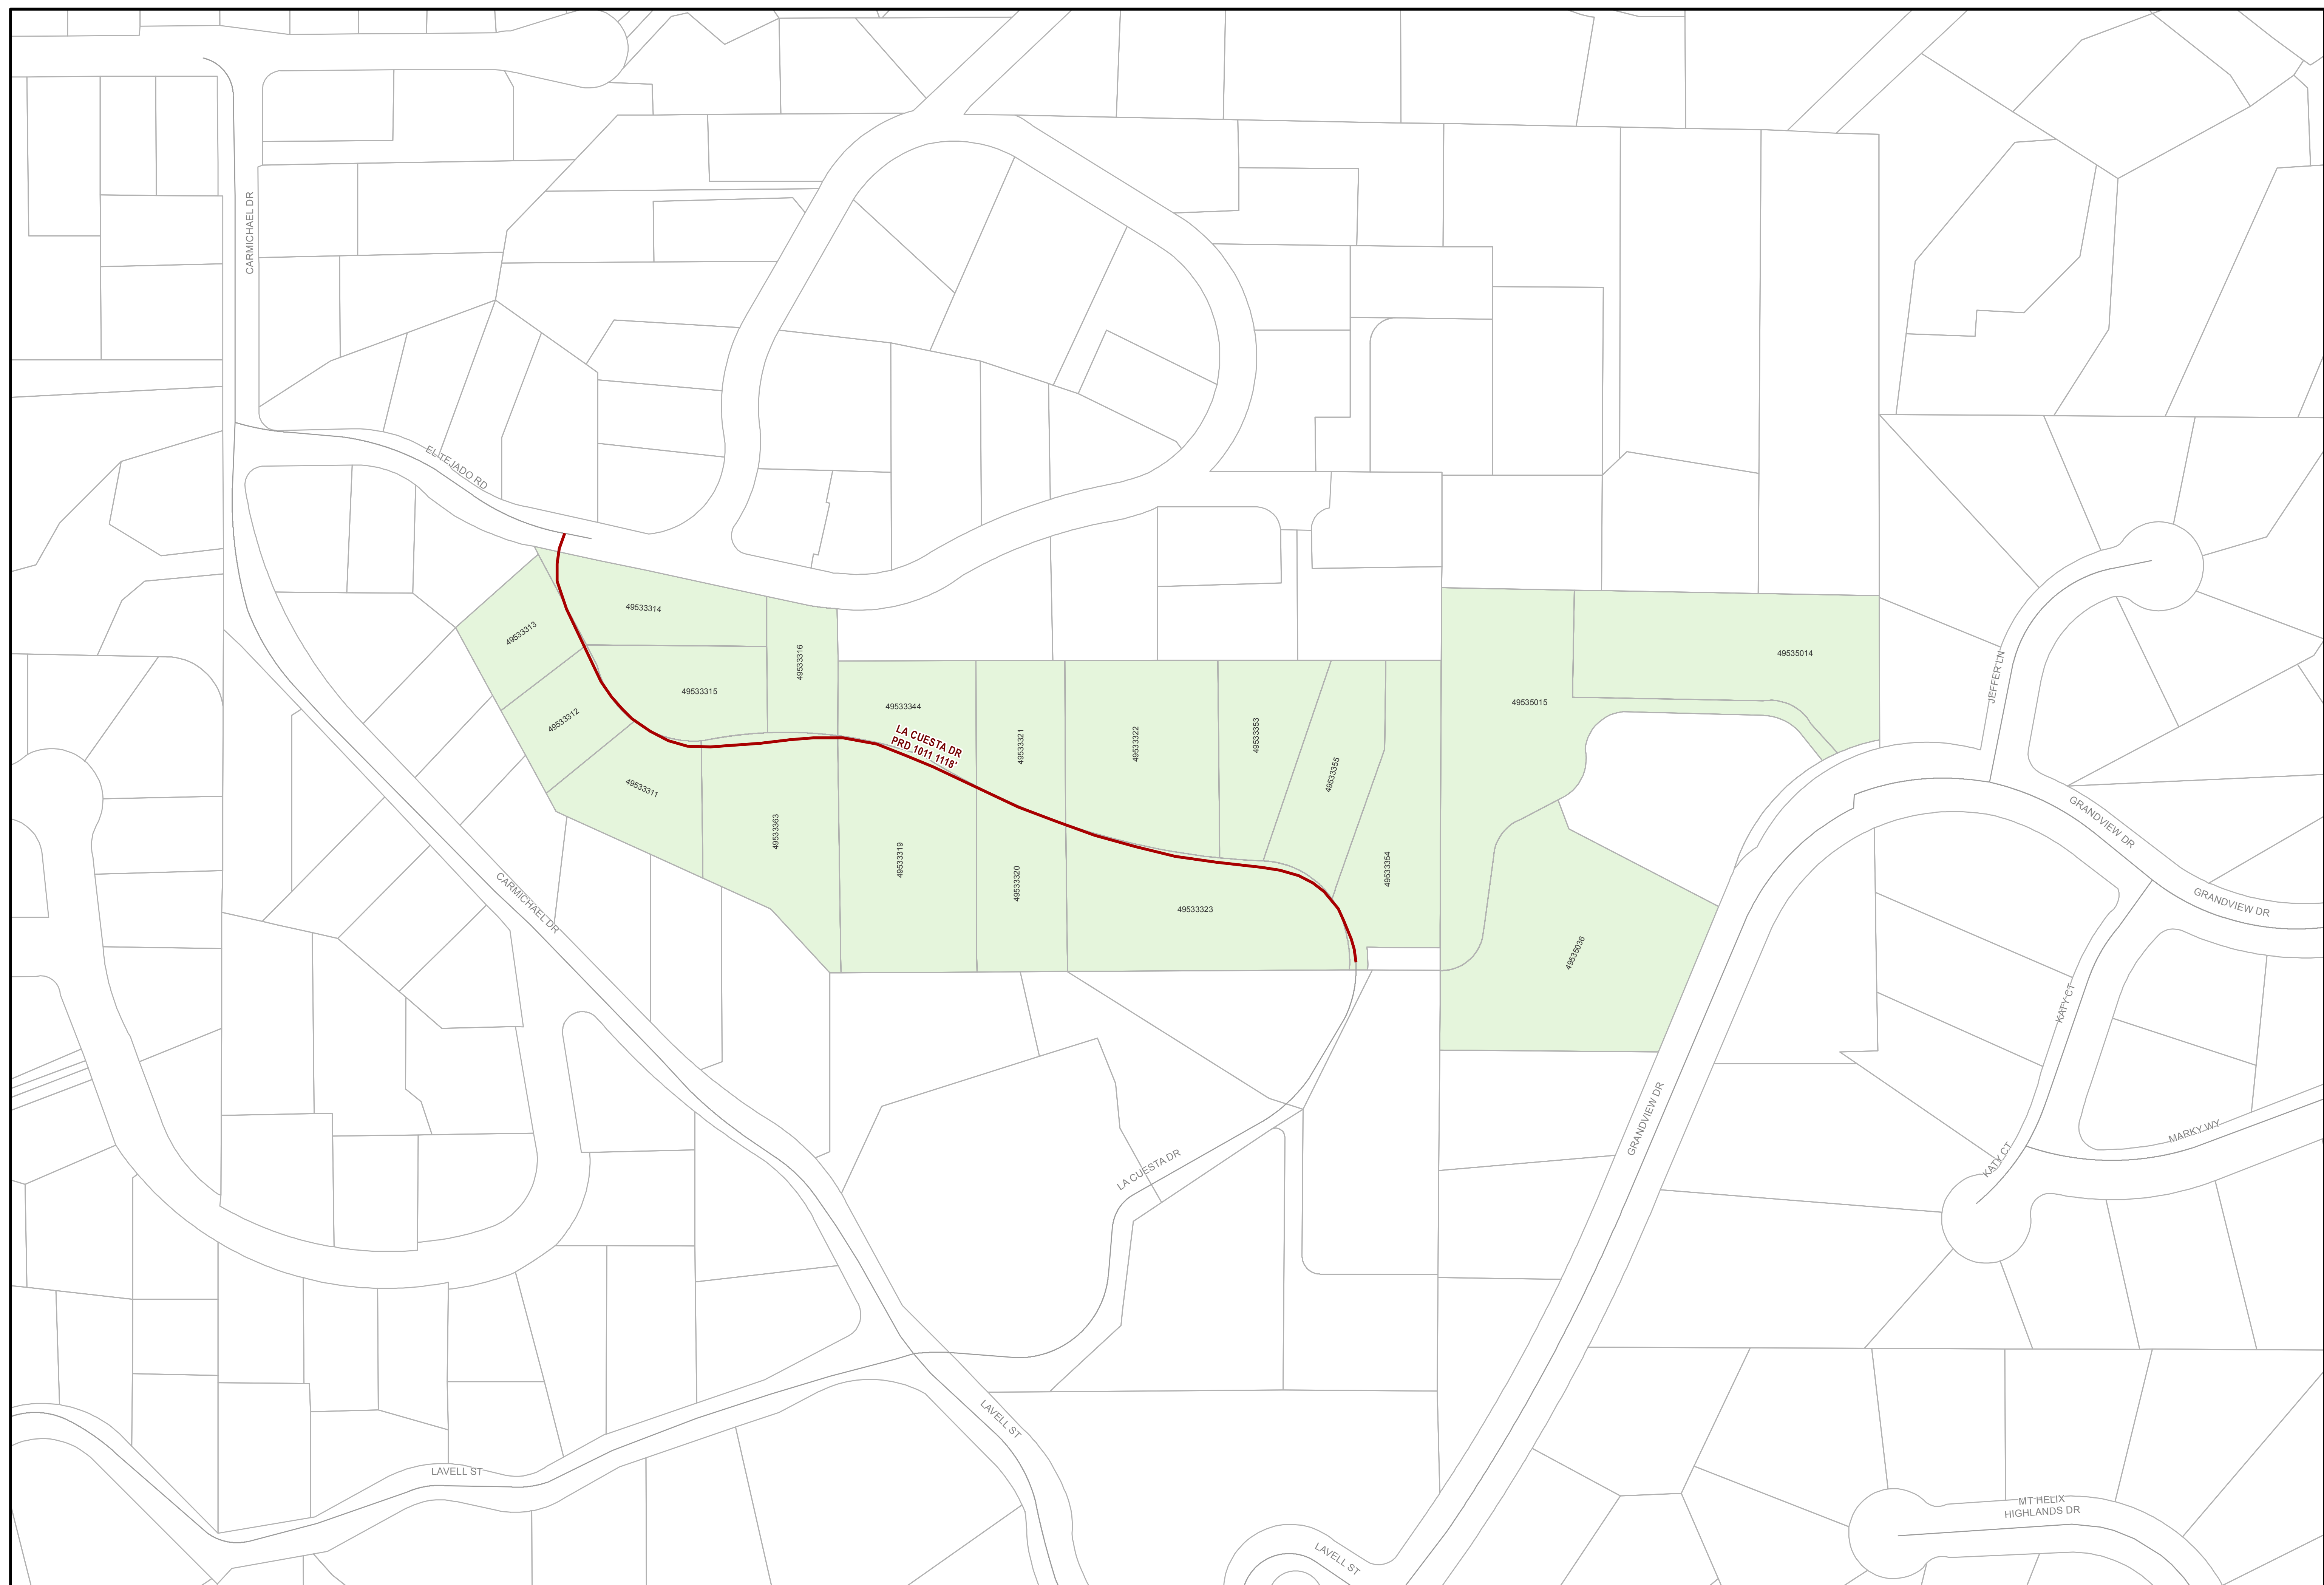 CARMICHAEL DR
EL TEJADO RD
49533314
49533313
49533316
49535014
JEFFER LN
49533315
49535015
49533312
49533344
LA CUESTA DR
PRD 1011 1118'
49533321
49533322
49533353
49533355
49533311
GRANDVIEW DR
49533363
49533319
49533320
49533354
CARMICHAEL DR
GRANDVIEW DR
49533323
49535036
KATY CT
GRANDVIEW DR
MARKY WY
LA CUESTA DR
KATY CT
LAVELL ST
LAVELL ST
MT HELIX
HIGHLANDS DR
LAVELL ST